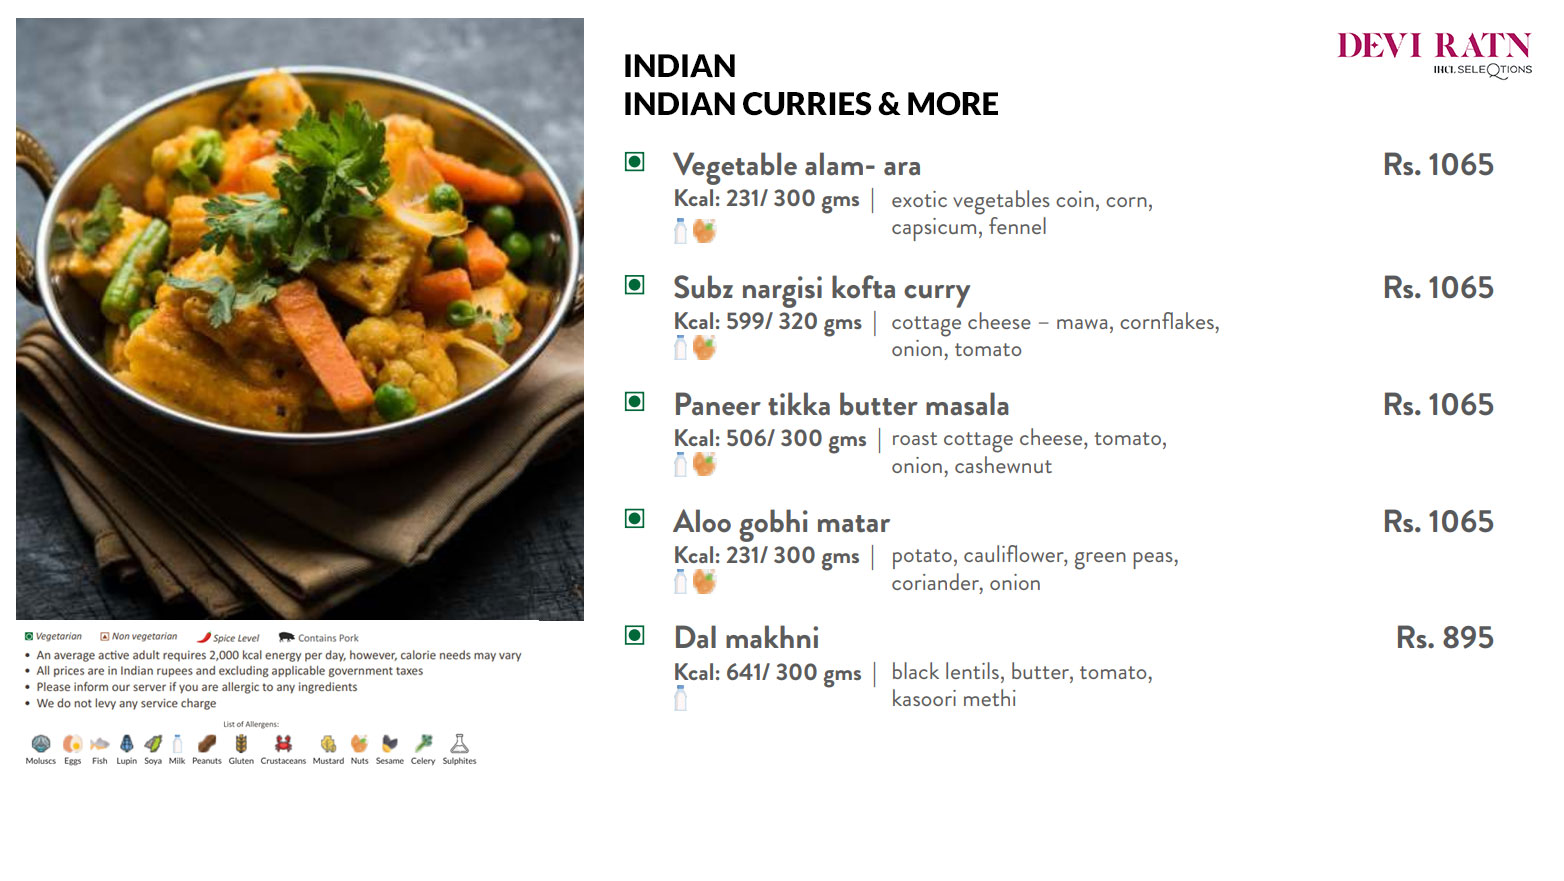 DEVI RATN
IHCL SELEQTIONS
INDIAN
INDIAN CURRIES & MORE
Vegetable alam- ara Rs. 1065
Kcal: 231/ 300 gms | exotic vegetables coin, corn,
capsicum, fennel
Subz nargisi kofta curry Rs. 1065
Kcal: 599/ 320 gms | cottage cheese – mawa, cornflakes,
onion, tomato
Paneer tikka butter masala Rs. 1065
Kcal: 506/ 300 gms | roast cottage cheese, tomato,
onion, cashewnut
Aloo gobhi matar Rs. 1065
Kcal: 231/ 300 gms | potato, cauliflower, green peas,
coriander, onion
Dal makhni Rs. 895
Kcal: 641/ 300 gms | black lentils, butter, tomato,
kasoori methi
Vegetarian Non vegetarian Spice Level Contains Pork
• An average active adult requires 2,000 kcal energy per day, however, calorie needs may vary
• All prices are in Indian rupees and excluding applicable government taxes
• Please inform our server if you are allergic to any ingredients
• We do not levy any service charge
List of Allergens:
Moluscs Eggs Fish Lupin Soya Milk Peanuts Gluten Crustaceans Mustard Nuts Sesame Celery Sulphites